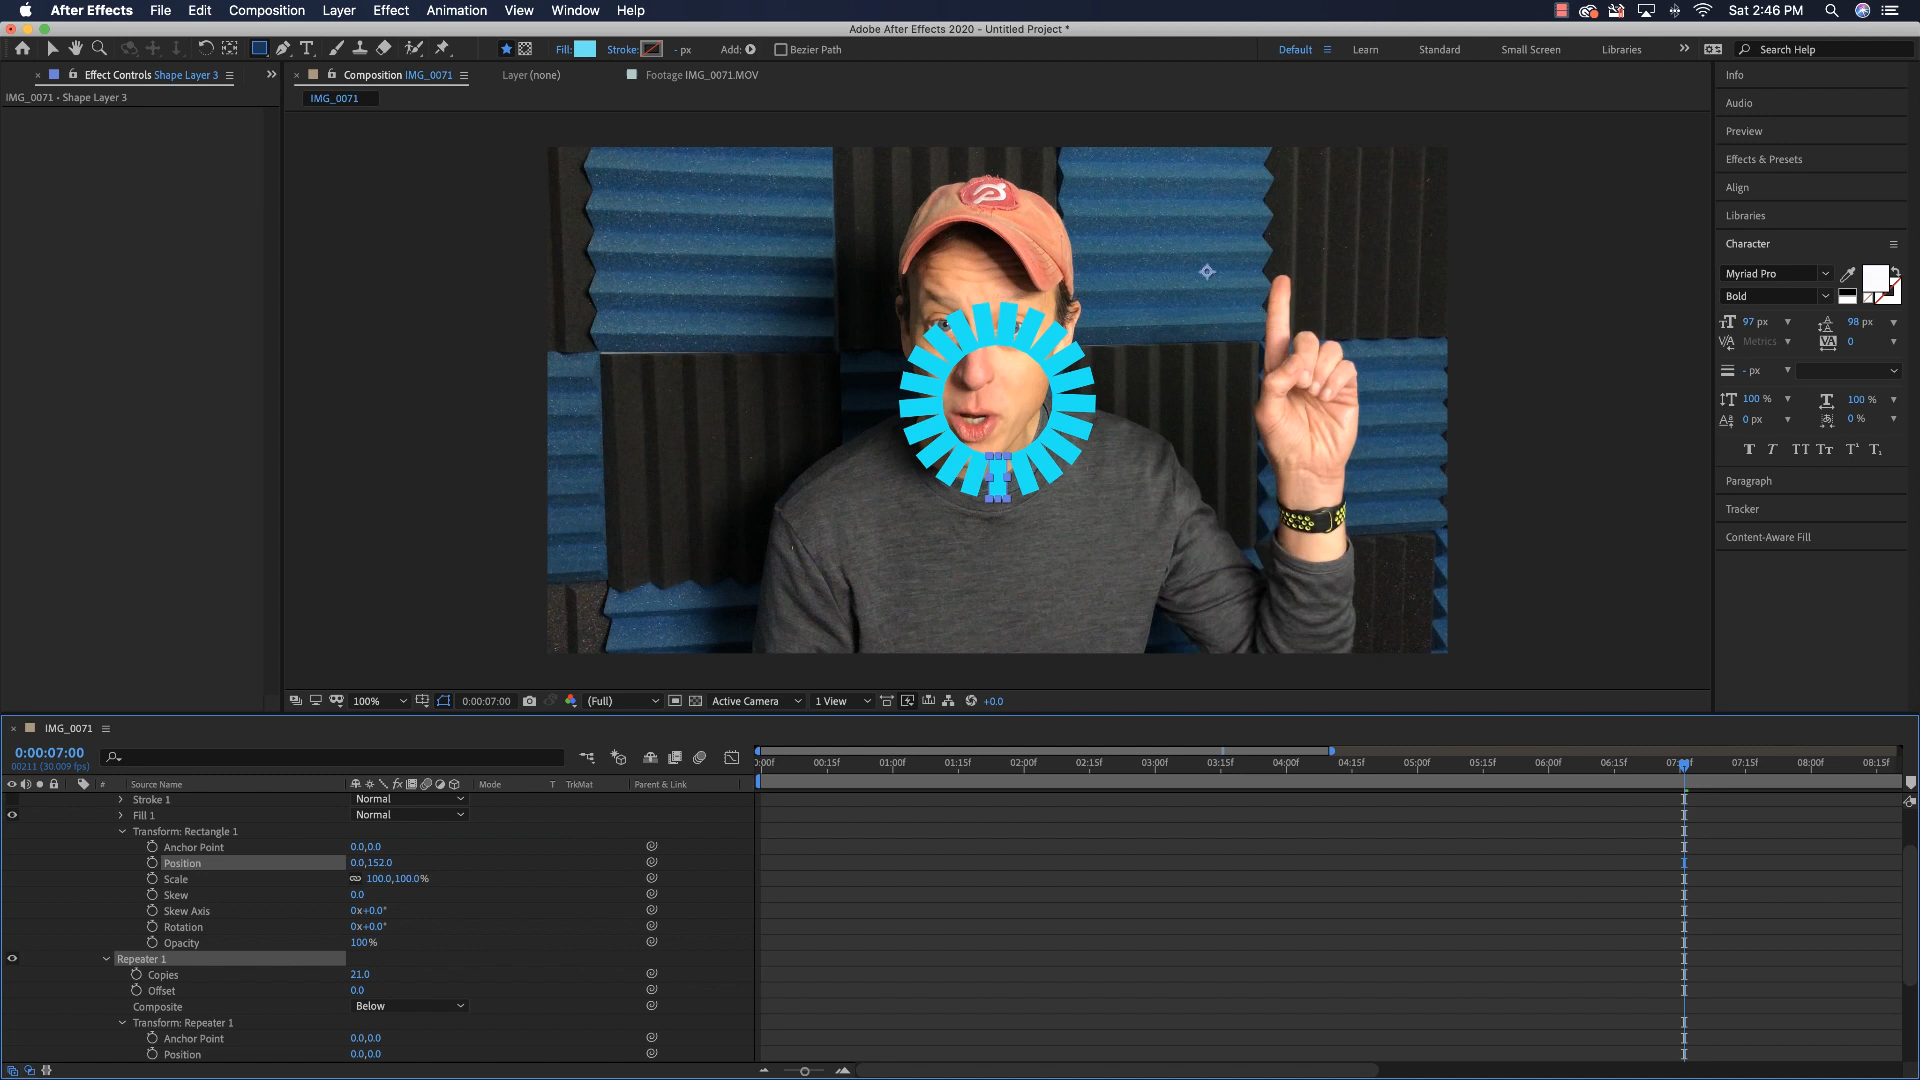 After Effects File Edit Composition Layer Effect Animation View Window Help Sat 2:46 PM
Adobe After Effects 2020 - Untitled Project *
Fill: Stroke: - px Add: Bezier Path Default Learn Standard Small Screen Libraries Search Help
Effect Controls Shape Layer 3 Composition IMG_0071 Layer (none) Footage IMG_0071.MOV
IMG_0071 • Shape Layer 3
IMG_0071
Info
Audio
Preview
Effects & Presets
Align
Libraries
Character
Myriad Pro
Bold
97 px 98 px
Metrics 0
- px
100 % 100 %
0 px 0 %
T T TT Tт T¹ T₁
Paragraph
Tracker
Content-Aware Fill
100% 0:00:07:00 (Full) Active Camera 1 View +0.0
IMG_0071
0:00:07:00
00211 (30.009 fps)
:00f 00:15f 01:00f 01:15f 02:00f 02:15f 03:00f 03:15f 04:00f 04:15f 05:00f 05:15f 06:00f 06:15f 07:00f 07:15f 08:00f 08:15f
# Source Name fx Mode T TrkMat Parent & Link
Stroke 1 Normal
Fill 1 Normal
Transform: Rectangle 1
Anchor Point 0.0,0.0
Position 0.0,152.0
Scale 100.0,100.0%
Skew 0.0
Skew Axis 0x+0.0°
Rotation 0x+0.0°
Opacity 100%
Repeater 1
Copies 21.0
Offset 0.0
Composite Below
Transform: Repeater 1
Anchor Point 0.0,0.0
Position 0.0,0.0